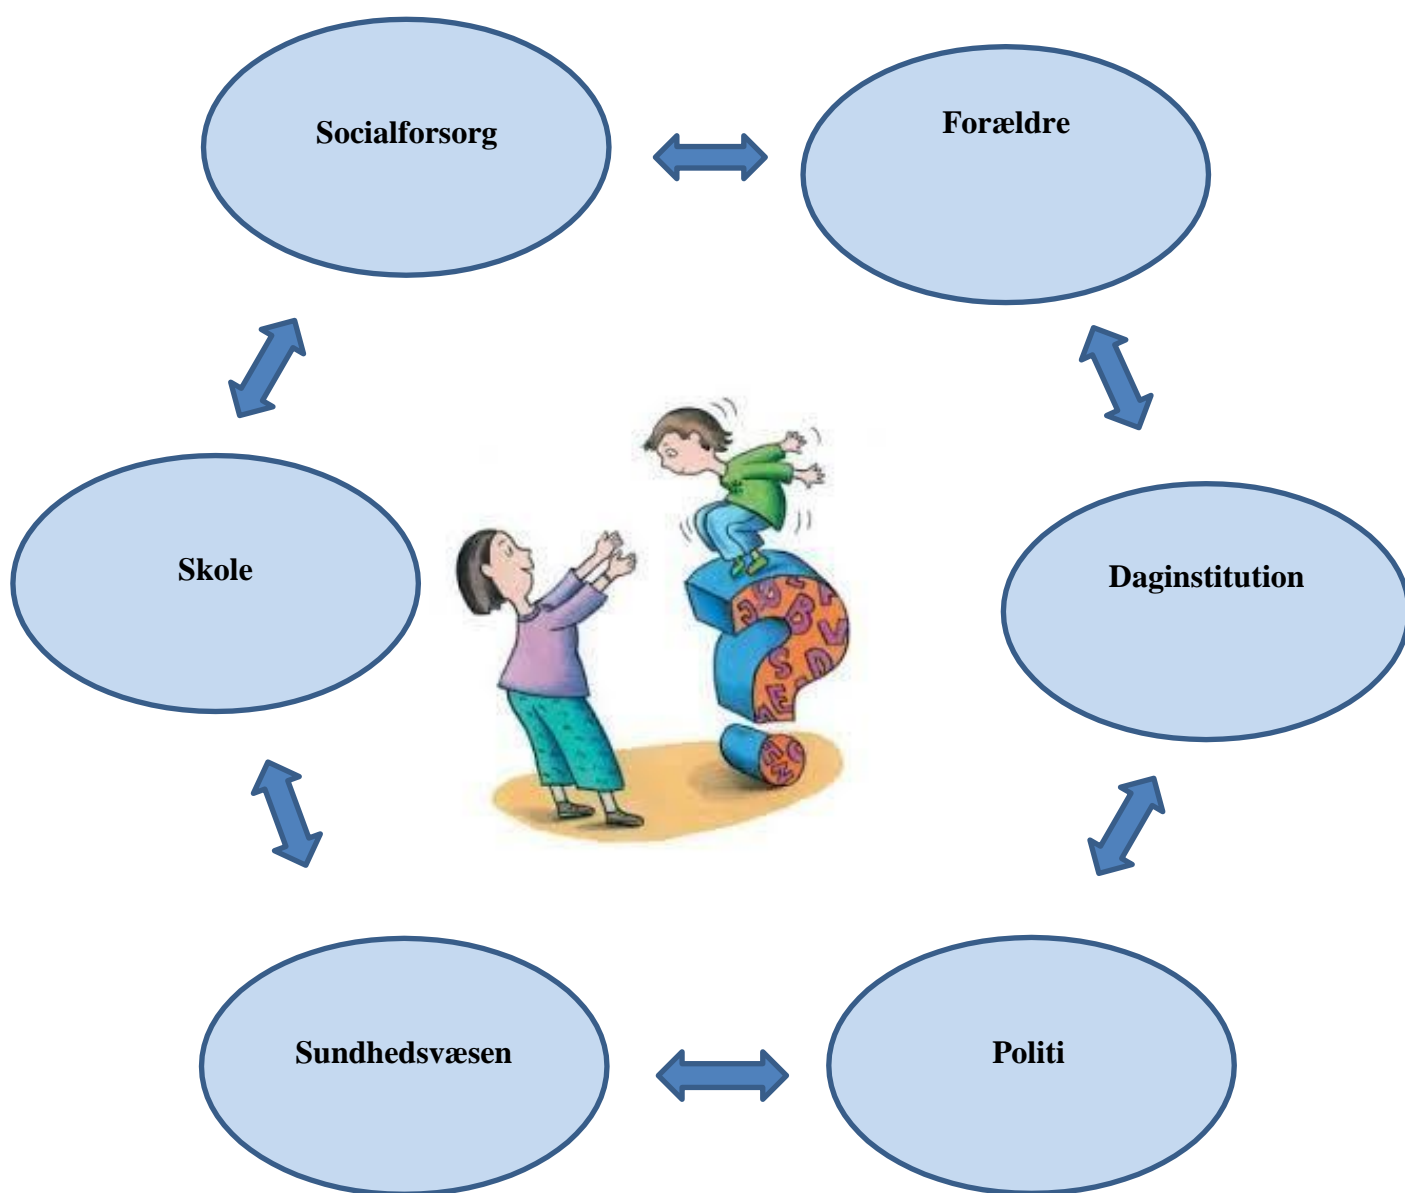 Socialforsorg
Forældre
Skole
Daginstitution
Sundhedsvæsen
Politi